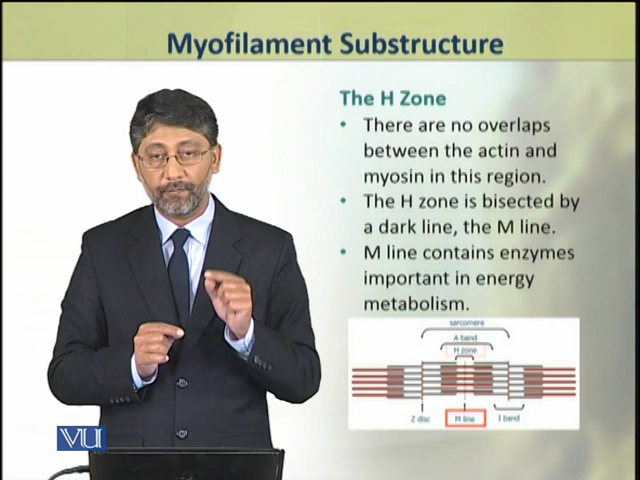 Myofilament Substructure
The H Zone
• There are no overlaps
between the actin and
myosin in this region.
• The H zone is bisected by
a dark line, the M line.
• M line contains enzymes
important in energy
metabolism.
sarcomere
A band
H zone
Z disc
M line
I band
VU